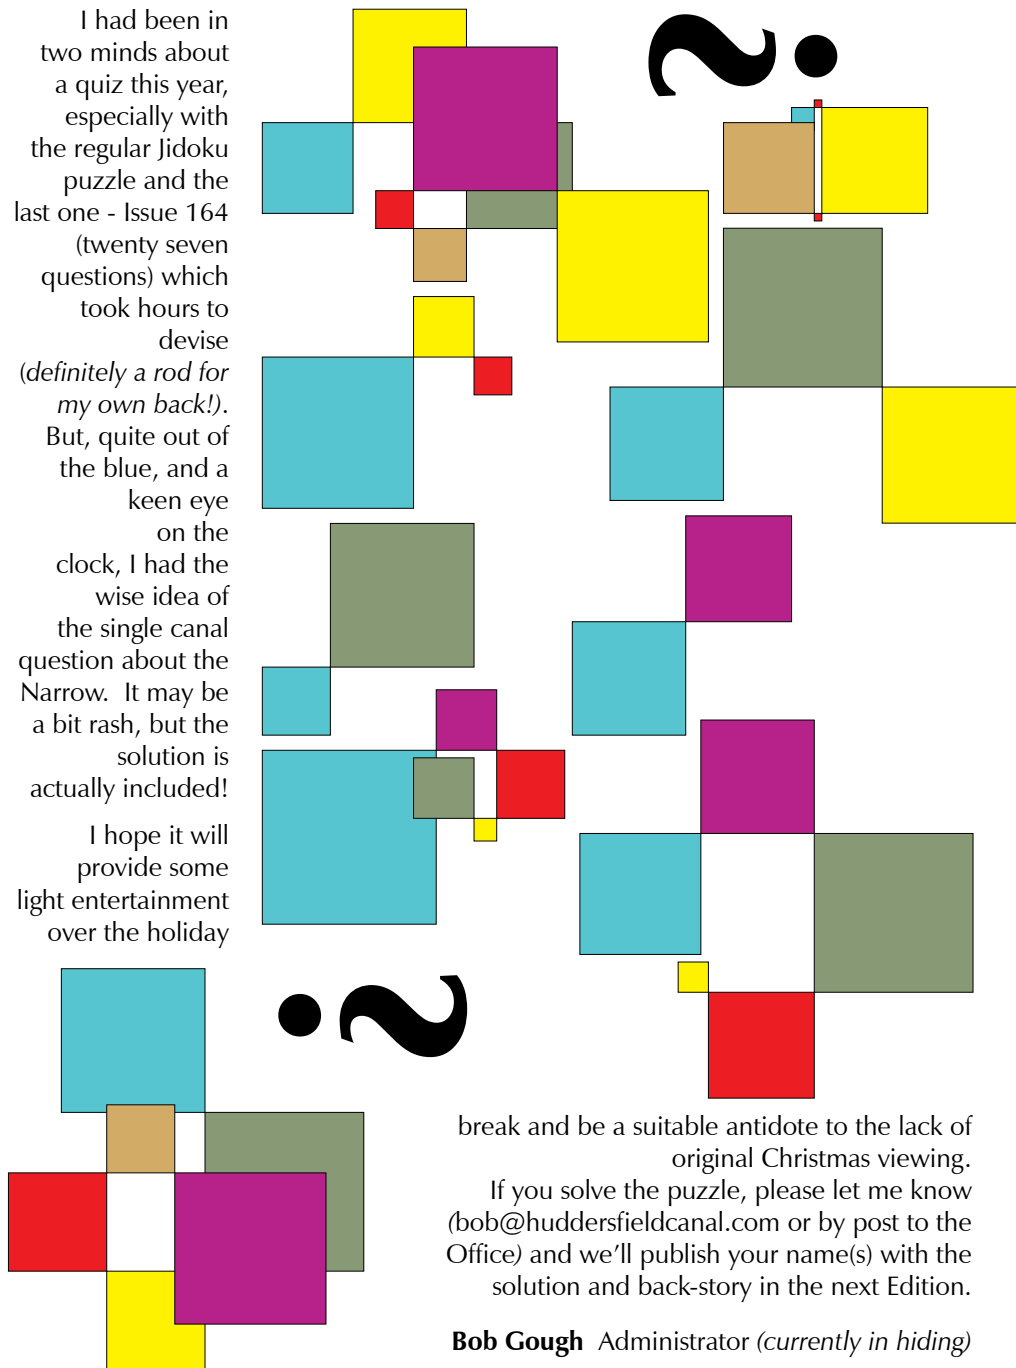 I had been in
two minds about
a quiz this year,
especially with
the regular Jidoku
puzzle and the
last one - Issue 164
(twenty seven
questions) which
took hours to
devise
(definitely a rod for
my own back!).
But, quite out of
the blue, and a
keen eye
on the
clock, I had the
wise idea of
the single canal
question about the
Narrow. It may be
a bit rash, but the
solution is
actually included!
I hope it will
provide some
light entertainment
over the holiday
break and be a suitable antidote to the lack of
original Christmas viewing.
If you solve the puzzle, please let me know
(bob@huddersfieldcanal.com or by post to the
Office) and we'll publish your name(s) with the
solution and back-story in the next Edition.
Bob Gough Administrator (currently in hiding)
?
?